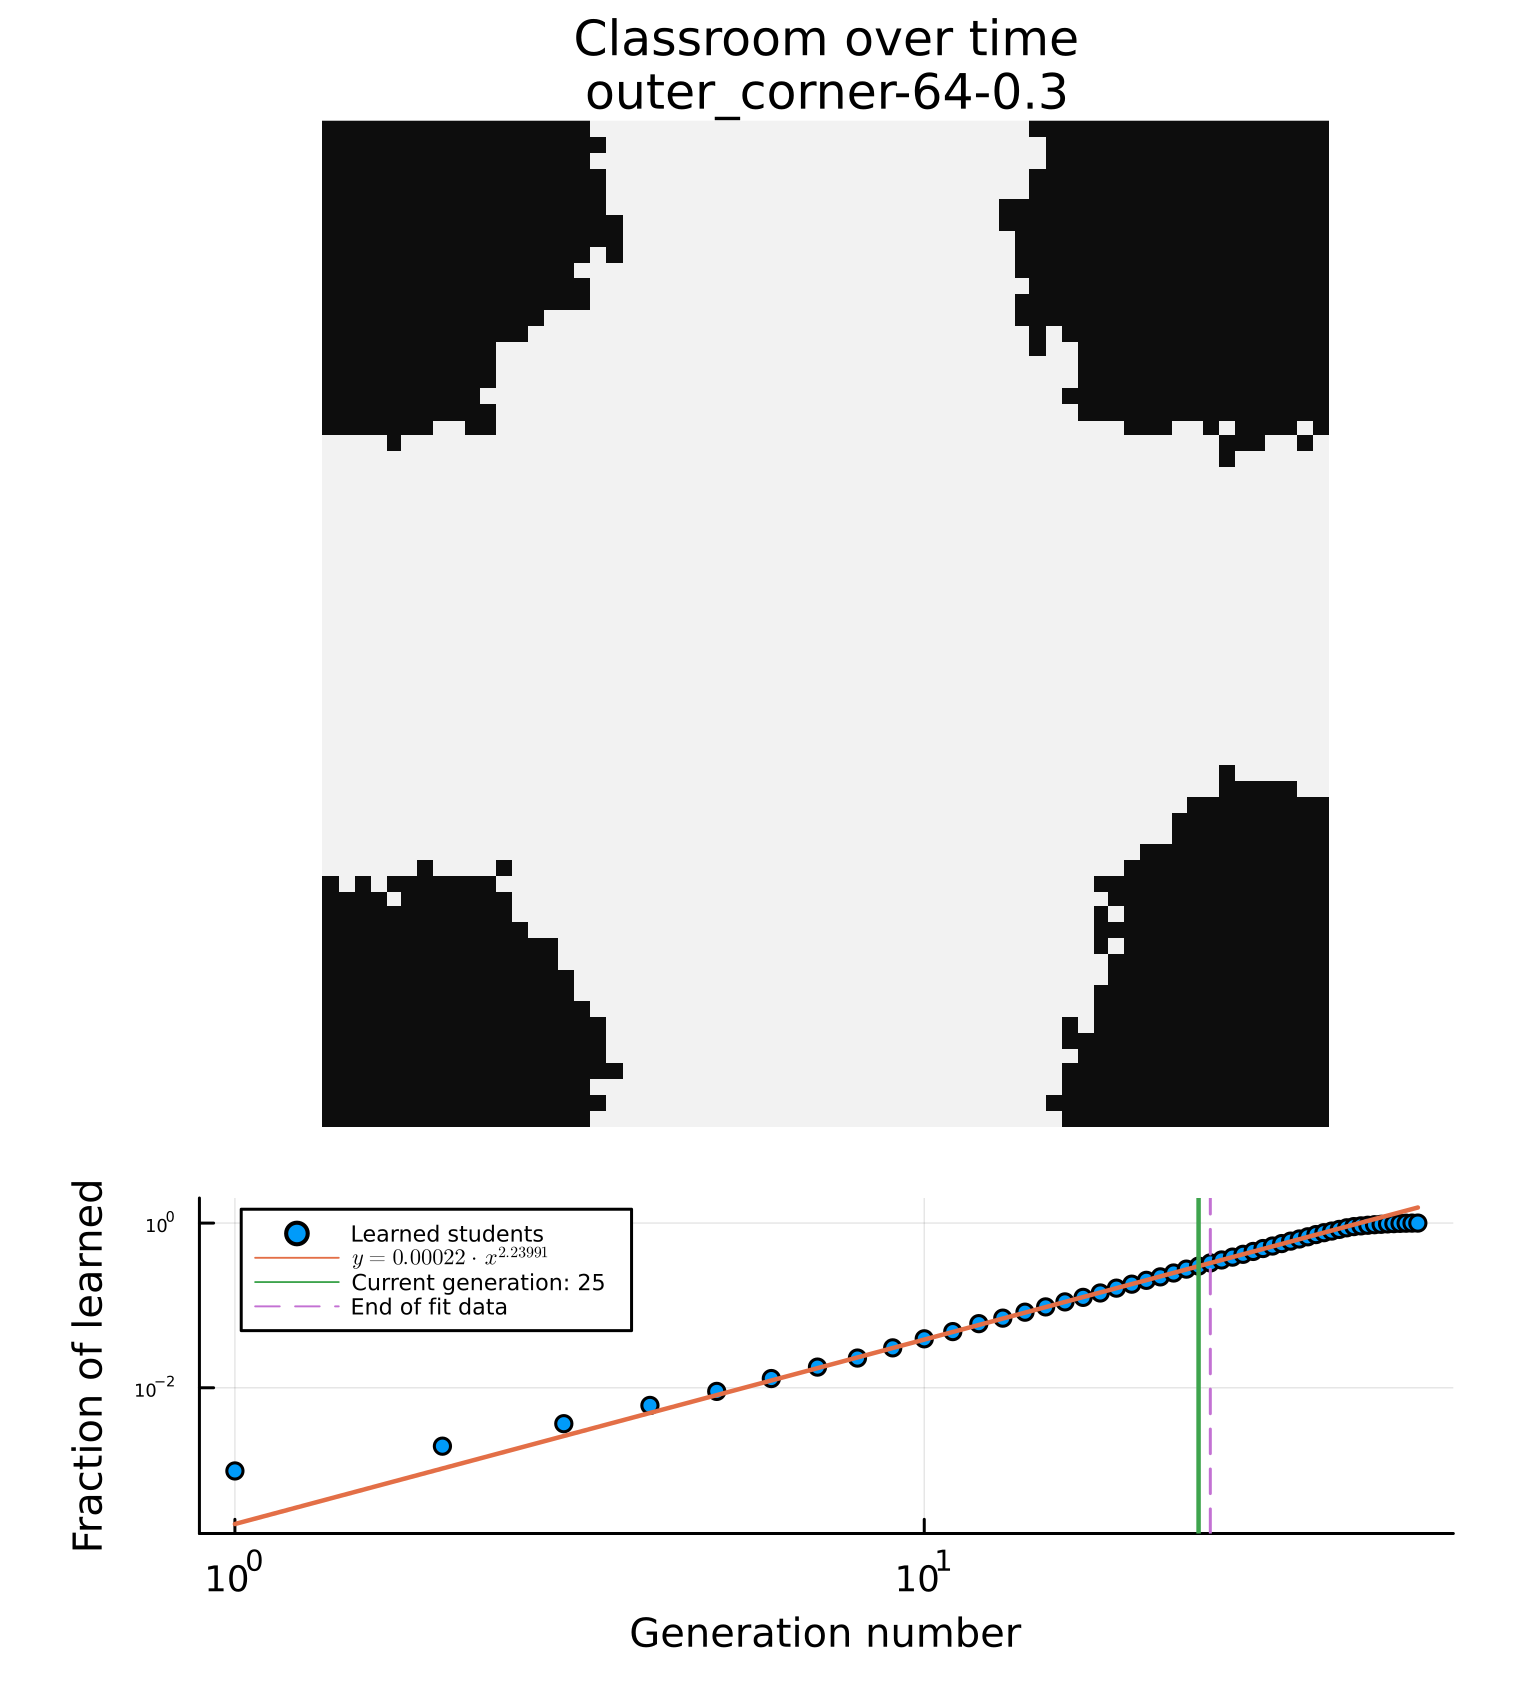 Classroom over time
outer_corner-64-0.3
Fraction of learned
10^0
10^-2
Learned students
y = 0.00022 · x^2.23991
Current generation: 25
End of fit data
10^0
10^1
Generation number